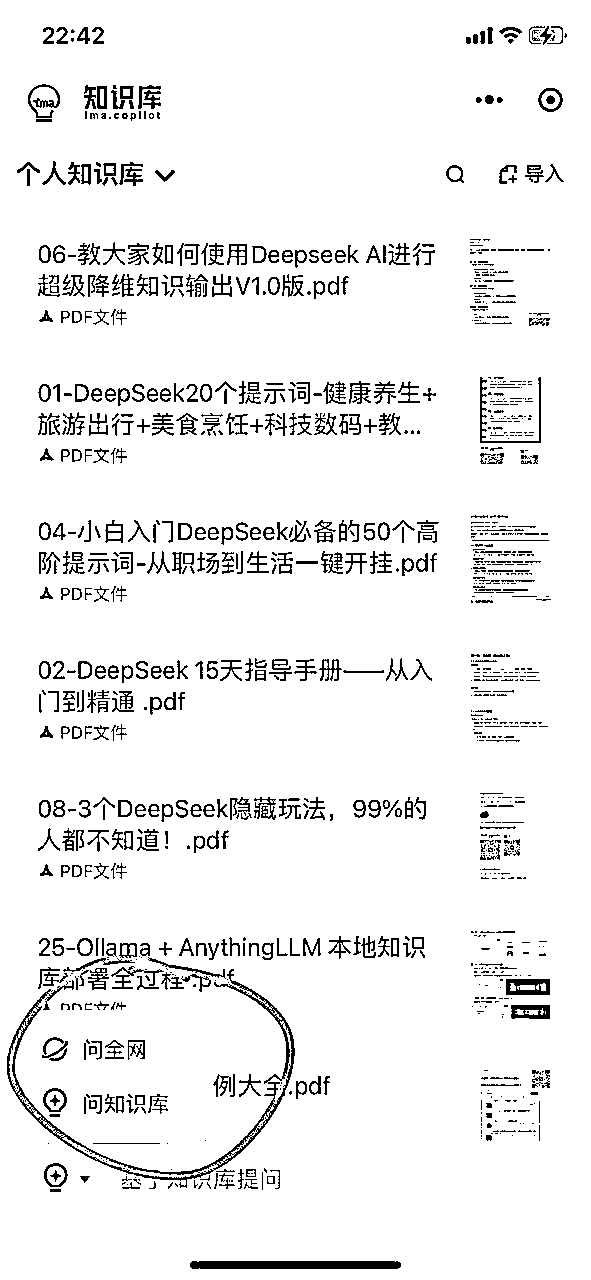 22:42
ima
知识库
ima.copilot
个人知识库
导入
06-教大家如何使用Deepseek AI进行
超级降维知识输出V1.0版.pdf
PDF文件
01-DeepSeek20个提示词-健康养生+
旅游出行+美食烹饪+科技数码+教...
PDF文件
04-小白入门DeepSeek必备的50个高
阶提示词-从职场到生活一键开挂.pdf
PDF文件
02-DeepSeek 15天指导手册——从入
门到精通 .pdf
PDF文件
08-3个DeepSeek隐藏玩法，99%的
人都不知道！.pdf
PDF文件
25-Ollama + AnythingLLM 本地知识
库部署全过程 .pdf
PDF文件
问全网
例大全.pdf
问知识库
基于知识库提问